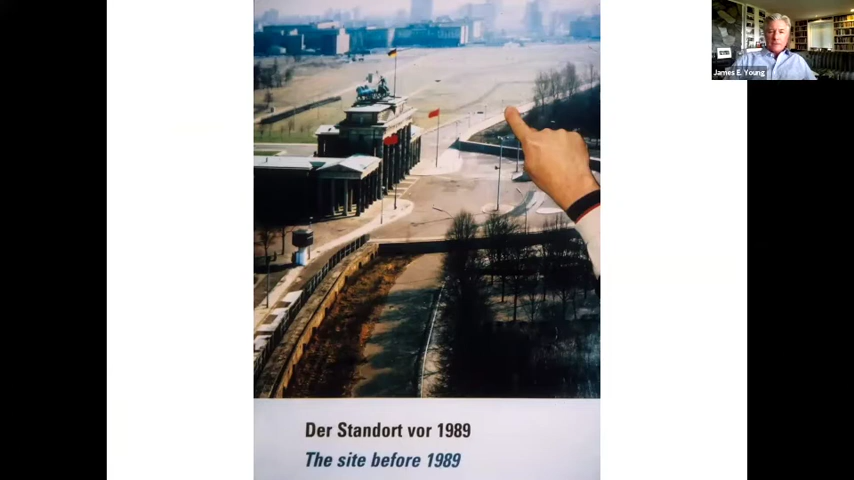 James E. Young
Der Standort vor 1989
The site before 1989